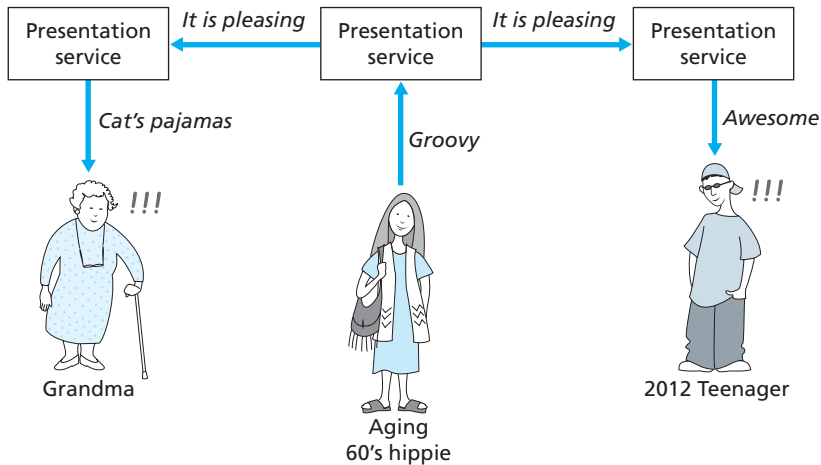 It is pleasing
It is pleasing
Presentation
service
Presentation
service
Presentation
service
Cat's pajamas
Groovy
Awesome
!!!
!!!
Grandma
Aging
60's hippie
2012 Teenager